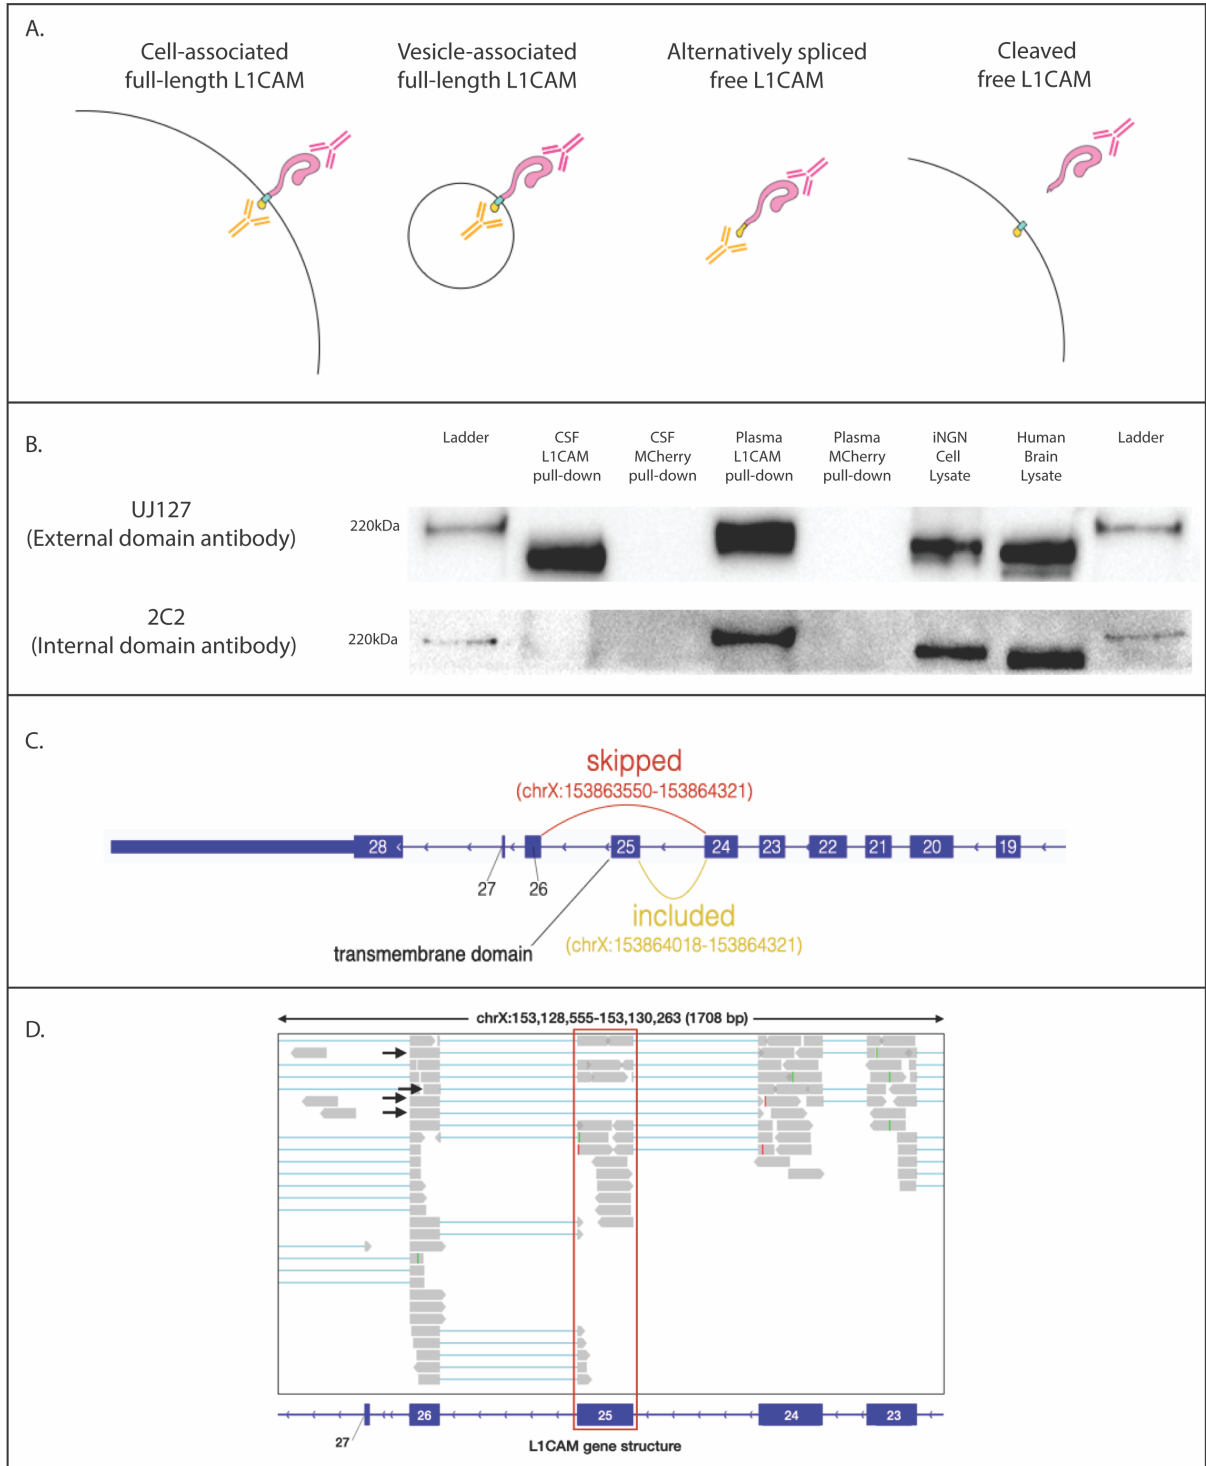 A.
Cell-associated
full-length L1CAM
Vesicle-associated
full-length L1CAM
Alternatively spliced
free L1CAM
Cleaved
free L1CAM
B.
Ladder
CSF
L1CAM
pull-down
CSF
MCherry
pull-down
Plasma
L1CAM
pull-down
Plasma
MCherry
pull-down
iNGN
Cell
Lysate
Human
Brain
Lysate
Ladder
UJ127
(External domain antibody)
220kDa
2C2
(Internal domain antibody)
220kDa
C.
skipped
(chrX:153863550-153864321)
28
25
24
23
22
21
20
19
27
26
included
(chrX:153864018-153864321)
transmembrane domain
D.
chrX:153,128,555-153,130,263 (1708 bp)
26
25
24
23
27
L1CAM gene structure